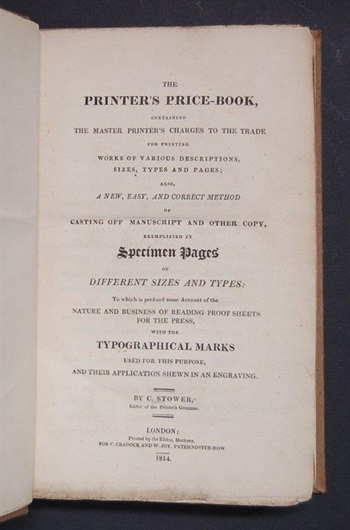 THE
PRINTER'S PRICE-BOOK,
CONTAINING
THE MASTER PRINTER'S CHARGES TO THE TRADE
FOR PRINTING
WORKS OF VARIOUS DESCRIPTIONS,
SIZES, TYPES AND PAGES;
ALSO,
A NEW, EASY, AND CORRECT METHOD
OF
CASTING OFF MANUSCRIPT AND OTHER COPY,
EXEMPLIFIED IN
Specimen Pages
OF
DIFFERENT SIZES AND TYPES:
To which is prefixed some Account of the
NATURE AND BUSINESS OF READING PROOF SHEETS
FOR THE PRESS,
WITH THE
TYPOGRAPHICAL MARKS
USED FOR THIS PURPOSE,
AND THEIR APPLICATION SHEWN IN AN ENGRAVING.
BY C. STOWER,
Editor of the Printer's Grammar.
LONDON:
Printed by the Editor, Hackney,
FOR C. CRADOCK AND W. JOY, PATERNOSTER-ROW
1814.